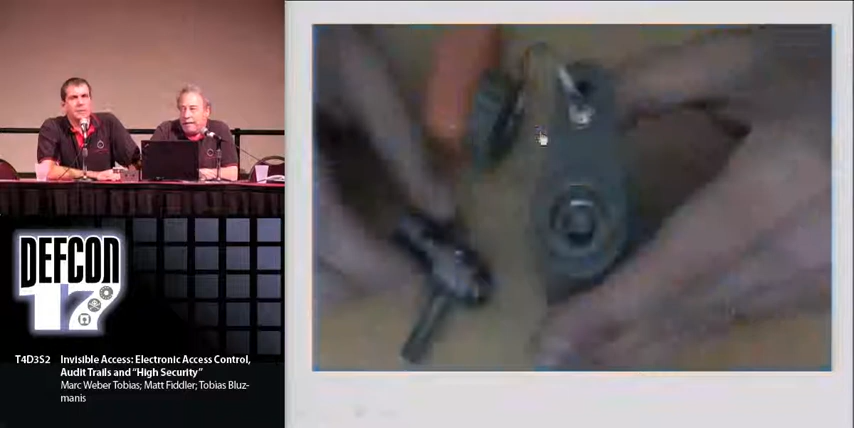 DEFCON
17
T4D3S2 Invisible Access: Electronic Access Control,
Audit Trails and "High Security"
Marc Weber Tobias; Matt Fiddler; Tobias Bluz-
manis